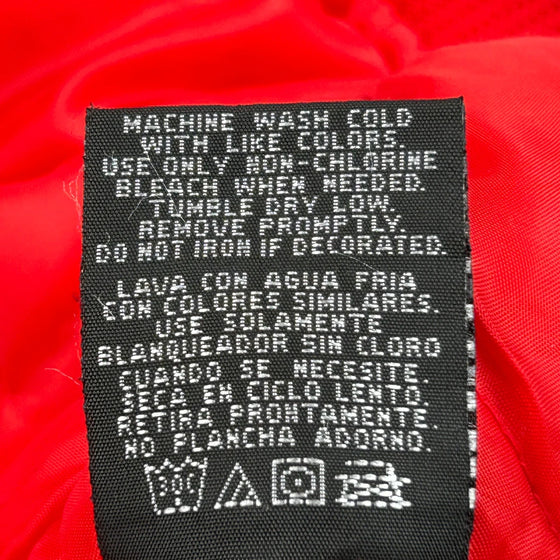 MACHINE WASH COLD
WITH LIKE COLORS.
USE ONLY NON-CHLORINE
BLEACH WHEN NEEDED.
TUMBLE DRY LOW.
REMOVE PROMPTLY.
DO NOT IRON IF DECORATED.
LAVA CON AGUA FRIA
CON COLORES SIMILARES.
USE SOLAMENTE
BLANQUEADOR SIN CLORO
CUANDO SE NECESITE.
SECA EN CICLO LENTO.
RETIRA PRONTAMENTE.
NO PLANCHA ADORNO.
30C